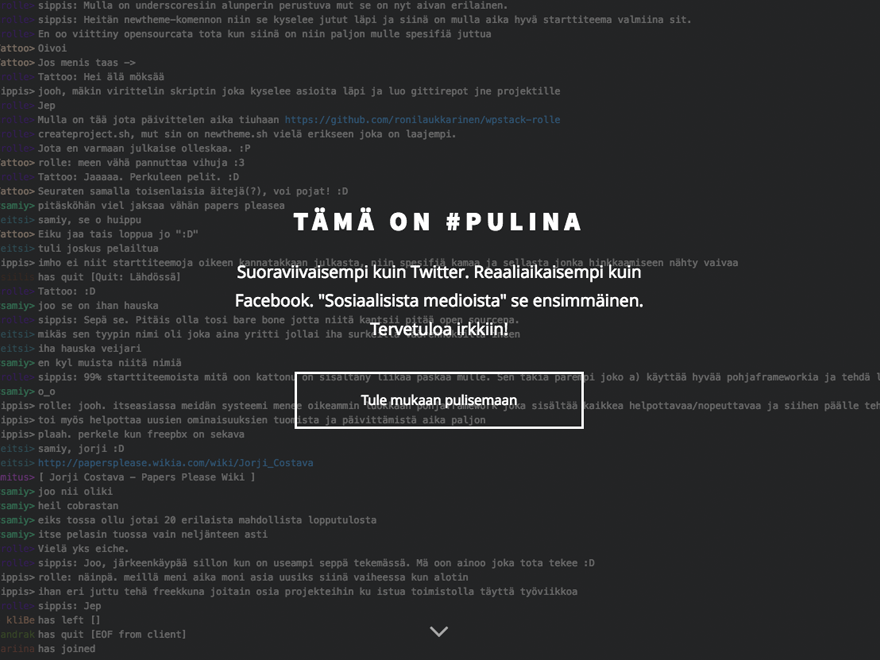 sippis: Mulla on underscoresiin alunperin perustuva mut se on nyt aivan erilainen.
sippis: Heitän newtheme-komennon niin se kyselee jutut läpi ja siinä on mulla aika hyvä starttiteema valmiina sit.
En oo viittiny opensourcata tota kun siinä on niin paljon mulle spesifiä juttua
attoo> Oivoi
attoo> Jos menis taas ->
Tattoo: Hei älä möksää
ippis> jooh, mäkin virittelin skriptin joka kyselee asioita läpi ja luo gittirepot jne projektille
Jep
Mulla on tää jota päivittelen aika tiuhaan https://github.com/ronilaukkarinen/wpstack-rolle
createproject.sh, mut sin on newtheme.sh vielä erikseen joka on laajempi.
Jota en varmaan julkaise olleskaa. :P
attoo> rolle: meen vähä pannuttaa vihuja :3
Tattoo: Jaaaaa. Perkuleen pelit. :D
attoo> Seuraten samalla toisenlaisia äitejä(?), voi pojat! :D
samiy> pitäsköhän viel jaksaa vähän papers pleasea
eitsi> samiy, se o huippu
TÄMÄ ON #PULINA
attoo> Eiku jaa tais loppua jo ":D"
eitsi> tuli joskus pelailtua
ippis> imho ei niit starttiteemoja oikeen kannatakkaan julkasta, niin spesifiä kamaa ja sellasta jonka hinkkaamiseen nähty vaivaa
Suoraviivaisempi kuin Twitter. Reaaliaikaisempi kuin
has quit [Quit: Lähdössä]
Tattoo: :D
Facebook. "Sosiaalisista medioista" se ensimmäinen.
samiy> joo se on ihan hauska
sippis: Sepä se. Pitäis olla tosi bare bone jotta niitä kantsii pitää open sourcena.
Tervetuloa irkkiin!
eitsi> mikäs sen tyypin nimi oli joka aina yritti jollai iha surkeella
eitsi> iha hauska veijari
samiy> en kyl muista niitä nimiä
sippis: 99% starttiteemoista mitä oon kattonu on sisältäny liikaa paskaa mulle. Sen takia parempi joko a) käyttää hyvää pohjaframeworkia ja tehdä l
samiy> o_o
Tule mukaan pulisemaan
ippis> rolle: jooh. itseasiassa meidän systeemi menee oikeammin luokkaan pohjaframework joka sisältää kaikkea helpottavaa/nopeuttavaa ja siihen päälle teh
ippis> toi myös helpottaa uusien ominaisuuksien tuomista ja päivittämistä aika paljon
ippis> plaah. perkule kun freepbx on sekava
eitsi> samiy, jorji :D
eitsi> http://papersplease.wikia.com/wiki/Jorji_Costava
mitus> [ Jorji Costava - Papers Please Wiki ]
samiy> joo nii oliki
samiy> heil cobrastan
samiy> eiks tossa ollu jotai 20 erilaista mahdollista lopputulosta
samiy> itse pelasin tuossa vain neljänteen asti
Vielä yks eiche.
sippis: Joo, järkeenkäypää sillon kun on useampi seppä tekemässä. Mä oon ainoo joka tota tekee :D
ippis> rolle: näinpä. meillä meni aika moni asia uusiks siinä vaiheessa kun alotin
ippis> ihan eri juttu tehä freekkuna joitain osia projekteihin ku istua toimistolla täyttä työviikkoa
sippis: Jep
kliBe has left []
andrak has quit [EOF from client]
ariina has joined